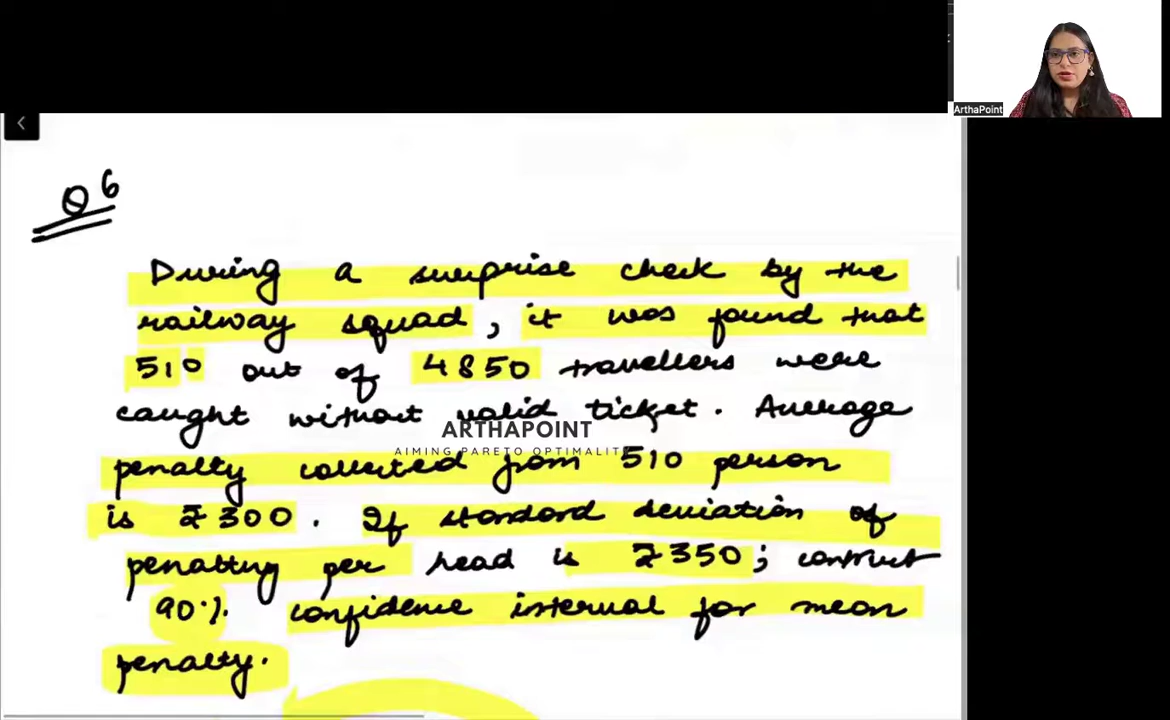 ArthaPoint
Q6
During a surprise check by the
railway squad, it was found that
510 out of 4850 travellers were
caught without valid ticket. Average
ARTHAPOINT
AIMING PARETO OPTIMALITY
penalty collected from 510 person
is ₹300. If standard deviation of
penalty per head is ₹350; contruct
90% confidence interval for mean
penalty.